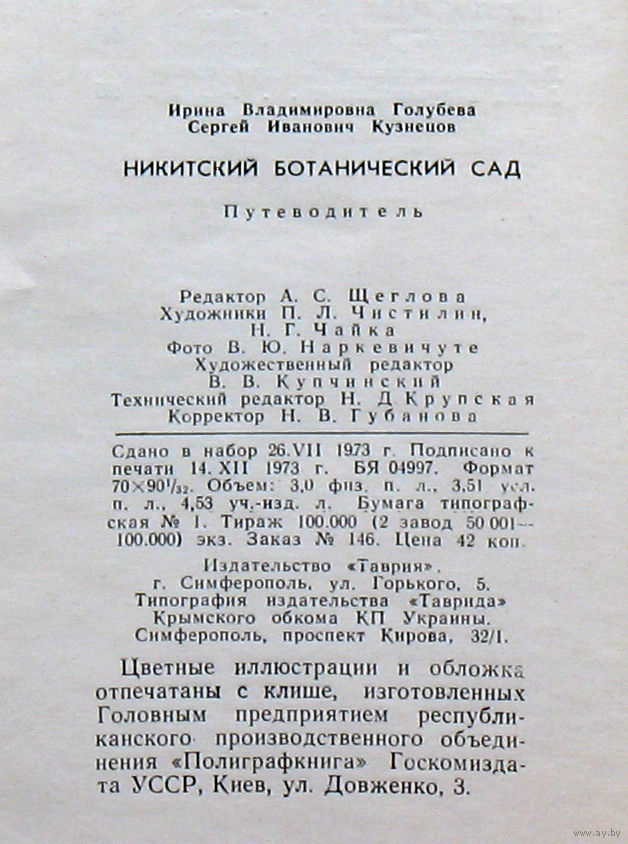 Ирина Владимировна Голубева
Сергей Иванович Кузнецов
НИКИТСКИЙ БОТАНИЧЕСКИЙ САД
Путеводитель
Редактор А. С. Щеглова
Художники П. Л. Чистилин,
Н. Г. Чайка
Фото В. Ю. Наркевичуте
Художественный редактор
В. В. Купчинский
Технический редактор Н. Д Крупская
Корректор Н. В. Губанова
Сдано в набор 26.VII 1973 г. Подписано к
печати 14. XII 1973 г. БЯ 04997. Формат
70×90¹/₃₂. Объем: 3,0 физ. п. л., 3,51 усл.
п. л., 4,53 уч.-изд. л. Бумага типограф-
ская № 1. Тираж 100.000 (2 завод 50 001—
100.000) экз. Заказ № 146. Цена 42 коп.
Издательство «Таврия».
г. Симферополь, ул. Горького, 5.
Типография издательства «Таврида»
Крымского обкома КП Украины.
Симферополь, проспект Кирова, 32/1.
Цветные иллюстрации и обложка
отпечатаны с клише, изготовленных
Головным предприятием республи-
канского производственного объеди-
нения «Полиграфкнига» Госкомизда-
та УССР, Киев, ул. Довженко, 3.
www.ay.by